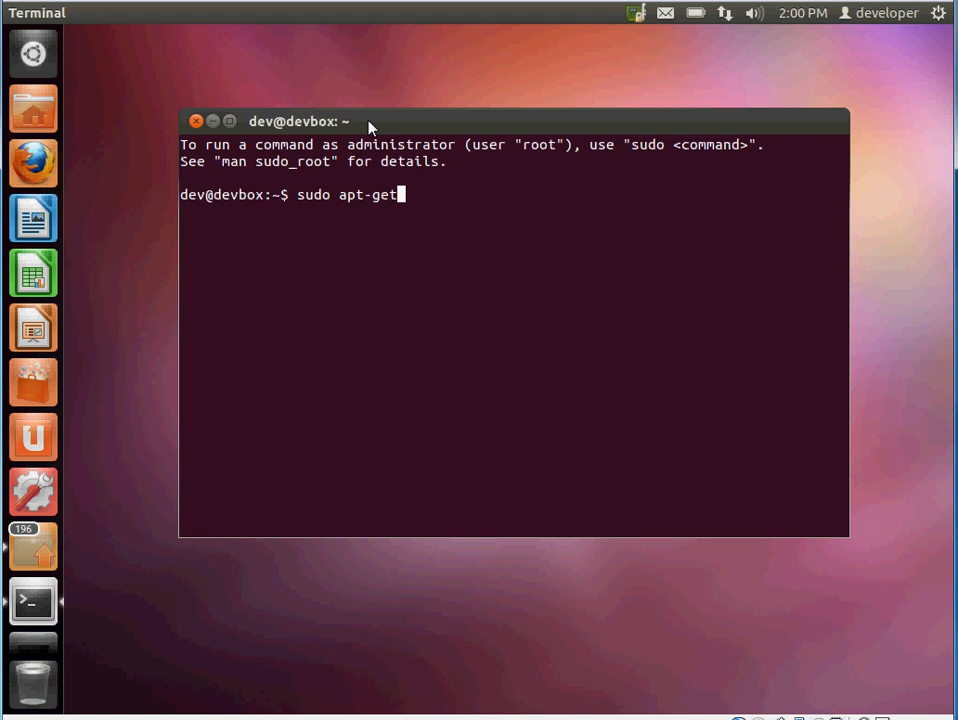 Terminal
2:00 PM developer
dev@devbox: ~
To run a command as administrator (user "root"), use "sudo <command>".
See "man sudo_root" for details.
dev@devbox:~$ sudo apt-get
U
196
>_